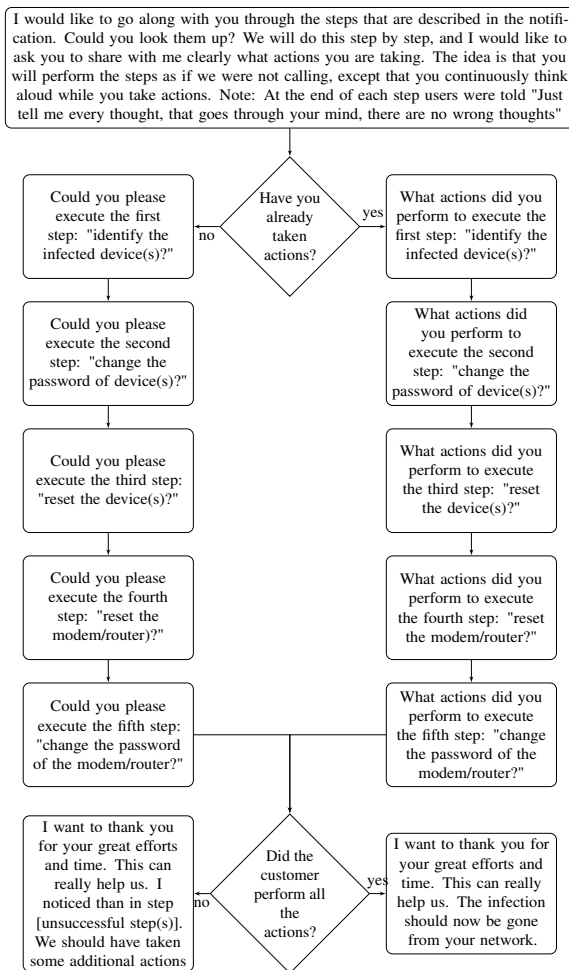 I would like to go along with you through the steps that are described in the notifi-
cation. Could you look them up? We will do this step by step, and I would like to
ask you to share with me clearly what actions you are taking. The idea is that you
will perform the steps as if we were not calling, except that you continuously think
aloud while you take actions. Note: At the end of each step users were told "Just
tell me every thought, that goes through your mind, there are no wrong thoughts"
Have you
already
taken
actions?
no
yes
Could you please
execute the first
step: "identify the
infected device(s)?"
Could you please
execute the second
step: "change the
password of device(s)?"
Could you please
execute the third step:
"reset the device(s)?"
Could you please
execute the fourth
step: "reset the
modem/router)?"
Could you please
execute the fifth step:
"change the password
of the modem/router?"
What actions did you
perform to execute the
first step: "identify the
infected device(s)?"
What actions did
you perform to
execute the second
step: "change the
password of device(s)?"
What actions did you
perform to execute
the third step: "reset
the device(s)?"
What actions did you
perform to execute
the fourth step: "reset
the modem/router?"
What actions did you
perform to execute
the fifth step: "change
the password of the
modem/router?"
Did the
customer
perform all
the
actions?
no
yes
I want to thank you
for your great efforts
and time. This can
really help us. I
noticed than in step
[unsuccessful step(s)].
We should have taken
some additional actions
I want to thank you for
your great efforts and
time. This can really
help us. The infection
should now be gone
from your network.